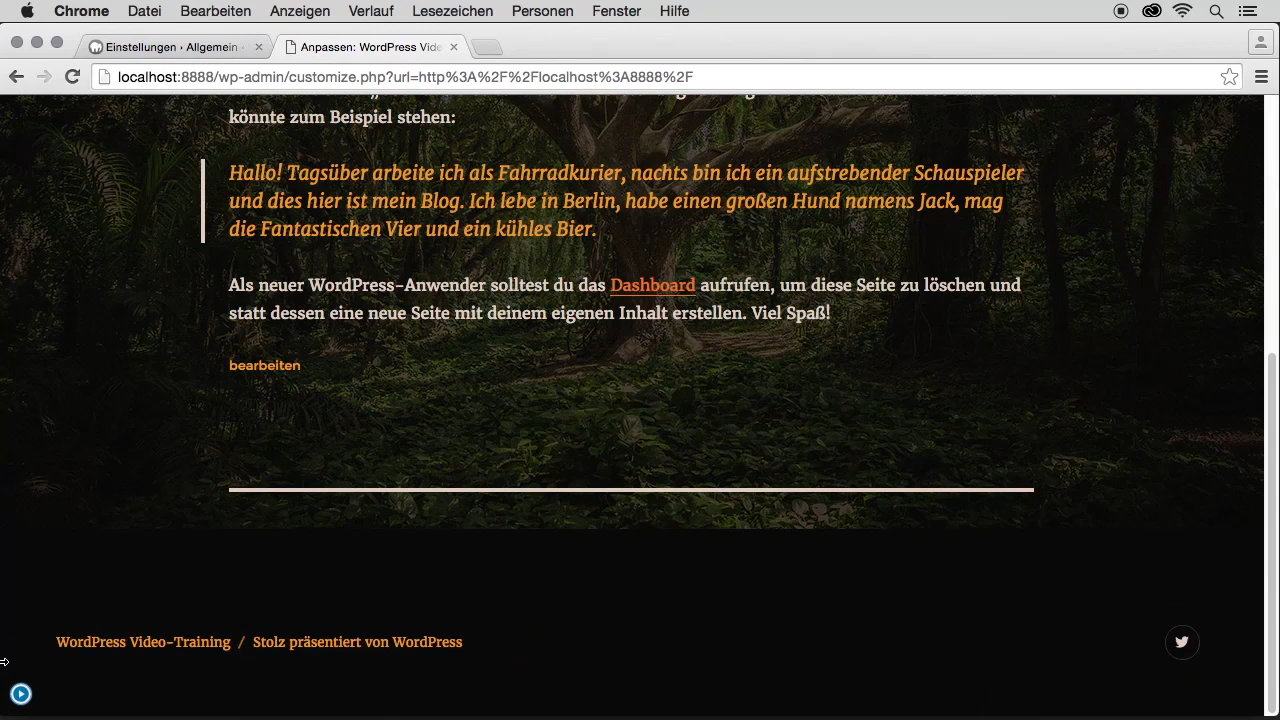 Chrome Datei Bearbeiten Anzeigen Verlauf Lesezeichen Personen Fenster Hilfe
Einstellungen › Allgemein
Anpassen: WordPress Vide
localhost:8888/wp-admin/customize.php?url=http%3A%2F%2Flocalhost%3A8888%2F
könnte zum Beispiel stehen:
Hallo! Tagsüber arbeite ich als Fahrradkurier, nachts bin ich ein aufstrebender Schauspieler
und dies hier ist mein Blog. Ich lebe in Berlin, habe einen großen Hund namens Jack, mag
die Fantastischen Vier und ein kühles Bier.
Als neuer WordPress-Anwender solltest du das Dashboard aufrufen, um diese Seite zu löschen und
statt dessen eine neue Seite mit deinem eigenen Inhalt erstellen. Viel Spaß!
bearbeiten
WordPress Video-Training / Stolz präsentiert von WordPress